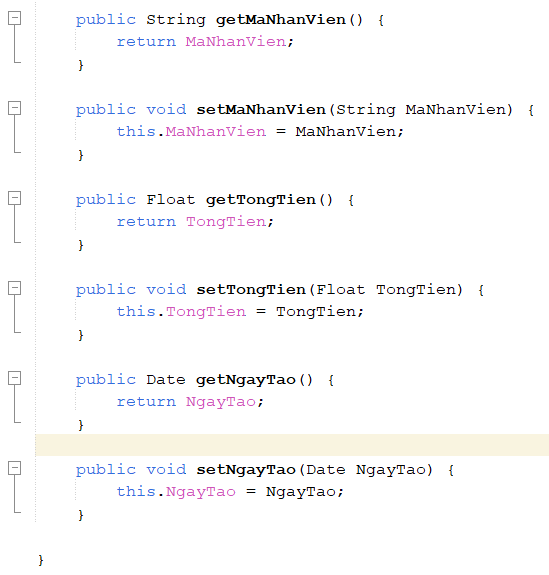 public String getMaNhanVien() {
return MaNhanVien;
}
public void setMaNhanVien(String MaNhanVien) {
this.MaNhanVien = MaNhanVien;
}
public Float getTongTien() {
return TongTien;
}
public void setTongTien(Float TongTien) {
this.TongTien = TongTien;
}
public Date getNgayTao() {
return NgayTao;
}
public void setNgayTao(Date NgayTao) {
this.NgayTao = NgayTao;
}
}